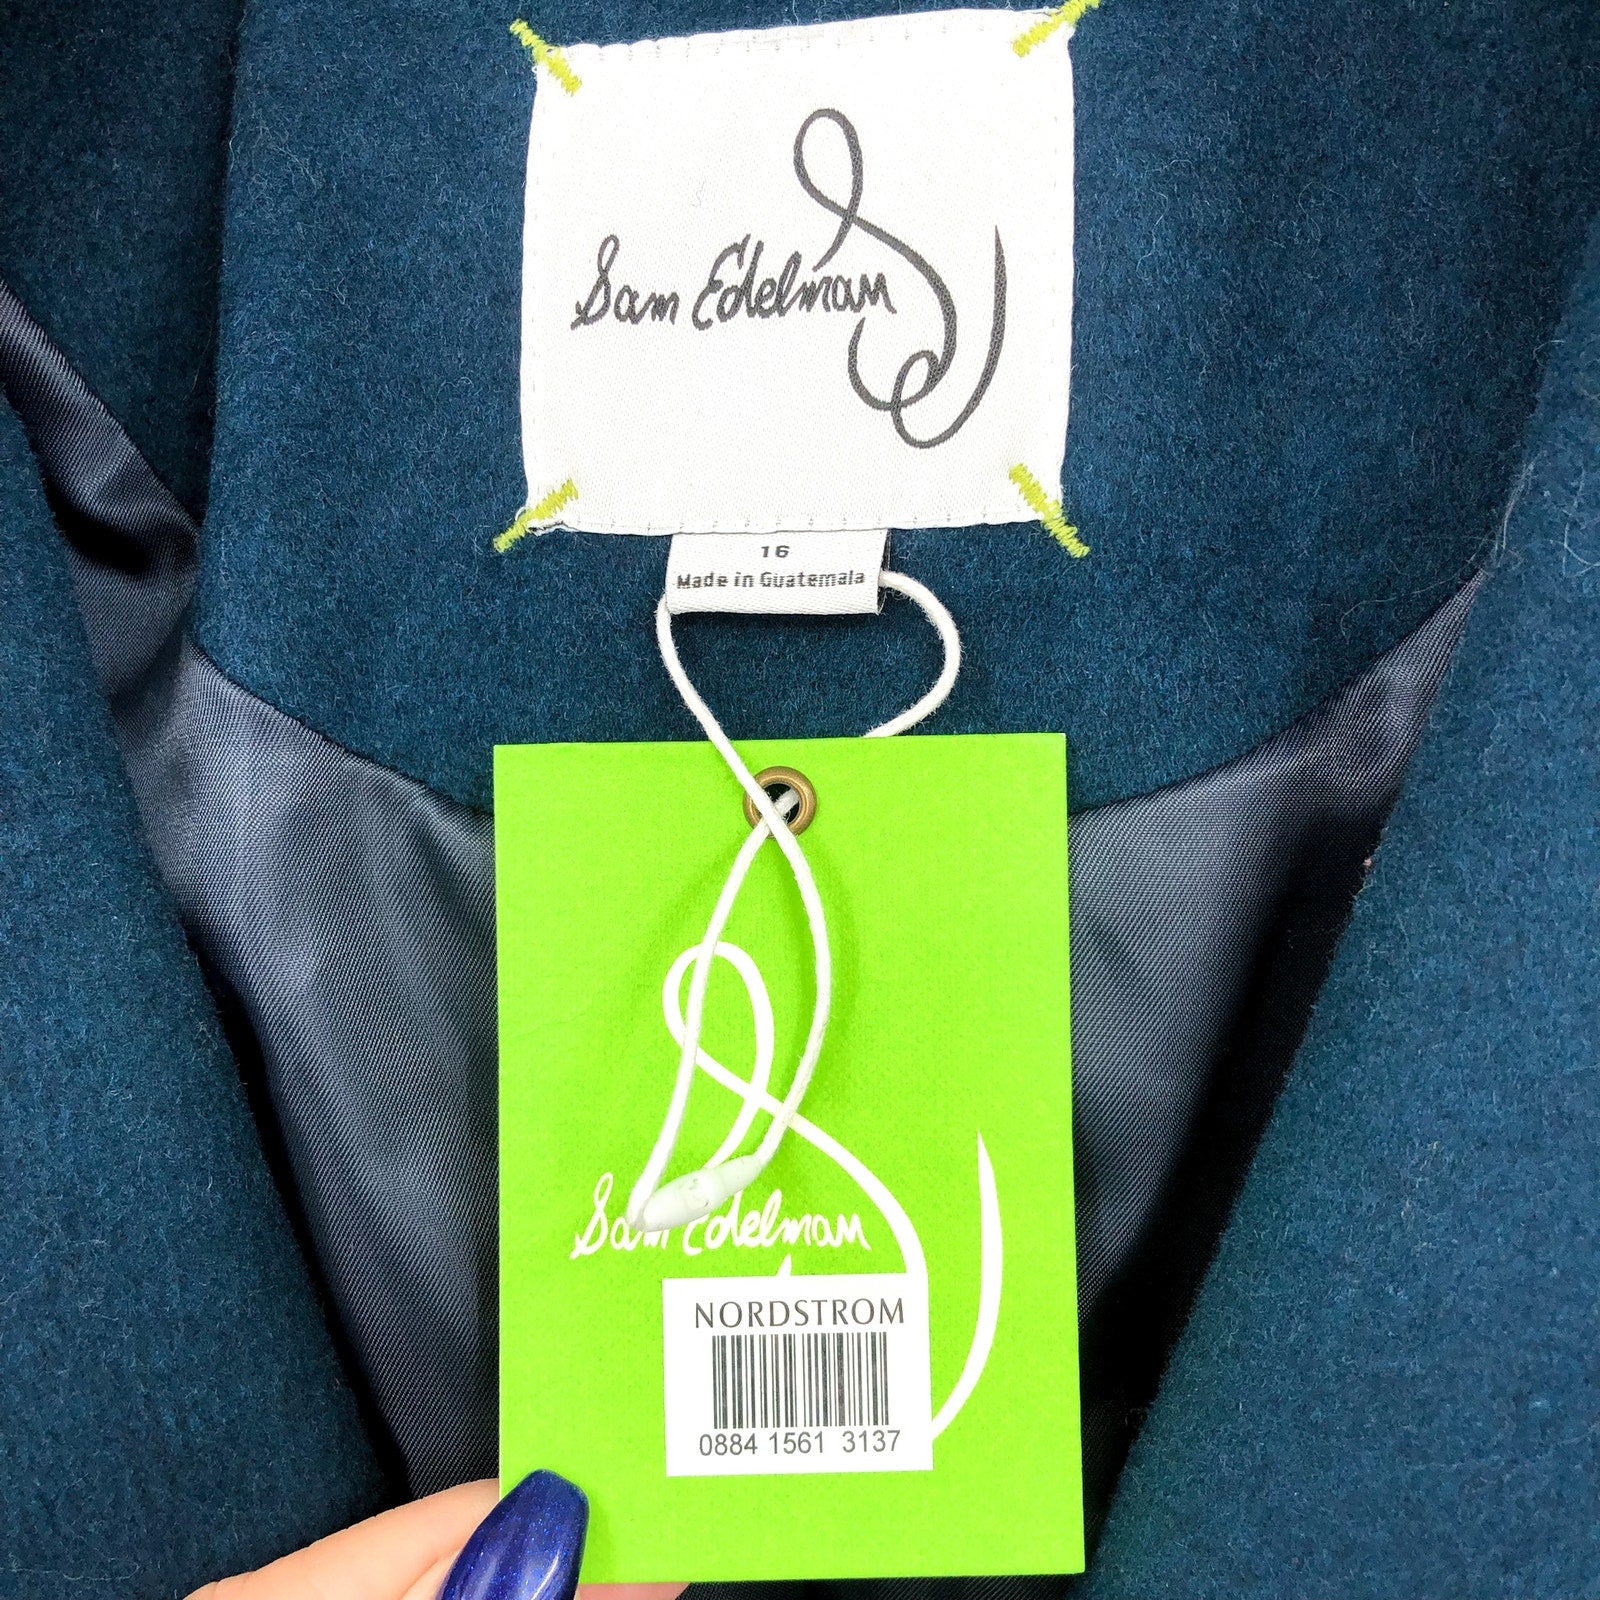 Sam Edelman
16
Made in Guatemala
Sam Edelman
NORDSTROM
0884 1561 3137